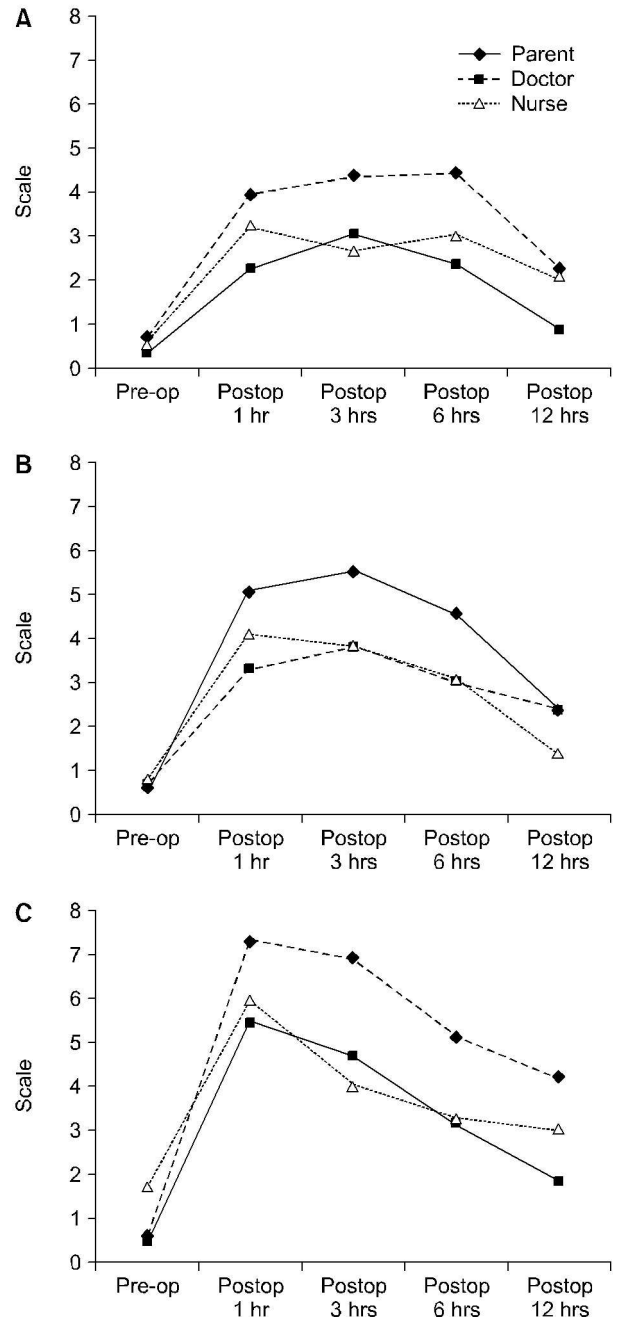 A
8
7
6
5
4
3
2
1
0
Scale
Parent
Doctor
Nurse
Pre-op
Postop
1 hr
Postop
3 hrs
Postop
6 hrs
Postop
12 hrs
B
8
7
6
5
4
3
2
1
0
Scale
Pre-op
Postop
1 hr
Postop
3 hrs
Postop
6 hrs
Postop
12 hrs
C
8
7
6
5
4
3
2
1
0
Scale
Pre-op
Postop
1 hr
Postop
3 hrs
Postop
6 hrs
Postop
12 hrs